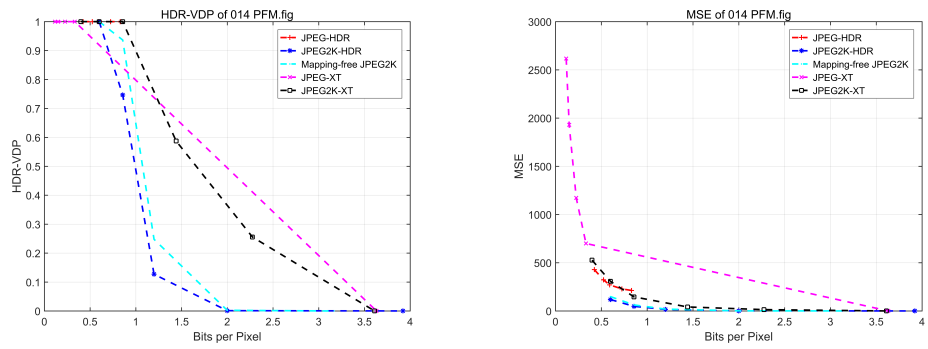 HDR-VDP of 014 PFM.fig
HDR-VDP
1
0.9
0.8
0.7
0.6
0.5
0.4
0.3
0.2
0.1
0
0 0.5 1 1.5 2 2.5 3 3.5 4
Bits per Pixel
JPEG-HDR
JPEG2K-HDR
Mapping-free JPEG2K
JPEG-XT
JPEG2K-XT
MSE of 014 PFM.fig
MSE
3000
2500
2000
1500
1000
500
0
0 0.5 1 1.5 2 2.5 3 3.5 4
Bits per Pixel
JPEG-HDR
JPEG2K-HDR
Mapping-free JPEG2K
JPEG-XT
JPEG2K-XT